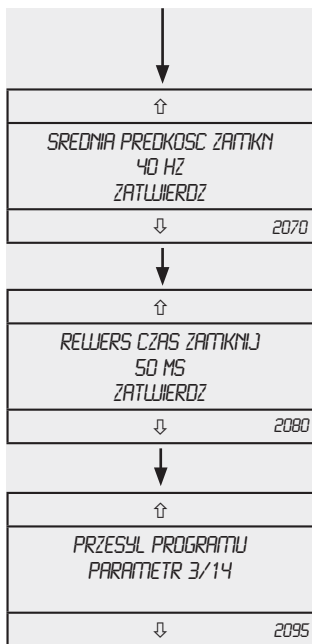 ⇧
SREDNIA PREDKOSC ZAMKN
40 HZ
ZATWIERDZ
⇩ 2070
⇧
REWERS CZAS ZAMKNIJ
50 MS
ZATWIERDZ
⇩ 2080
⇧
PRZESYL PROGRAMU
PARAMETR 3/14
⇩ 2095